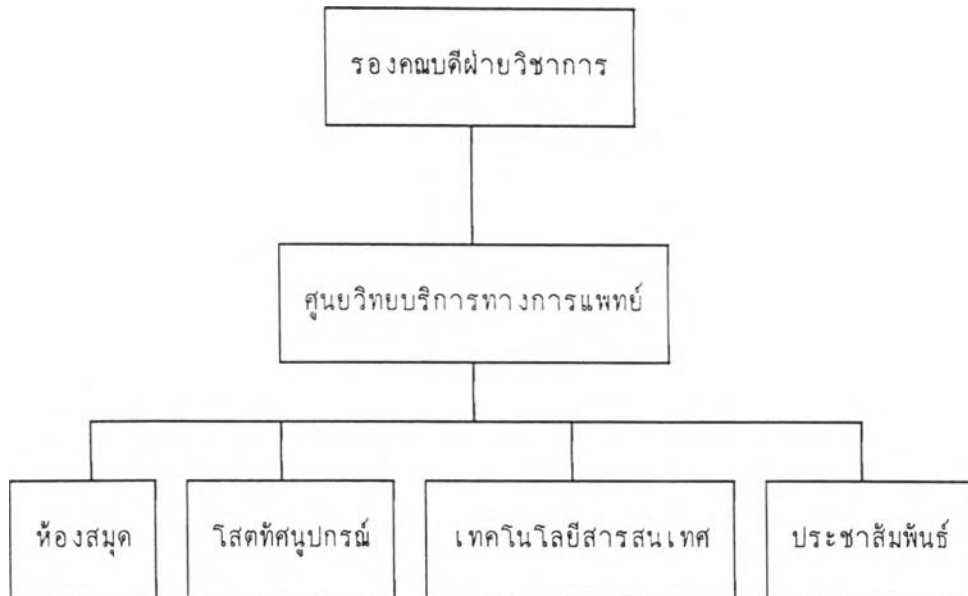 รองคณบดีฝ่ายวิชาการ
ศูนยวิทยบริการทางการแพทย์
ห้องสมุด
โสตทัศนูปกรณ์
เทคโนโลยีสารสนเทศ
ประชาสัมพันธ์